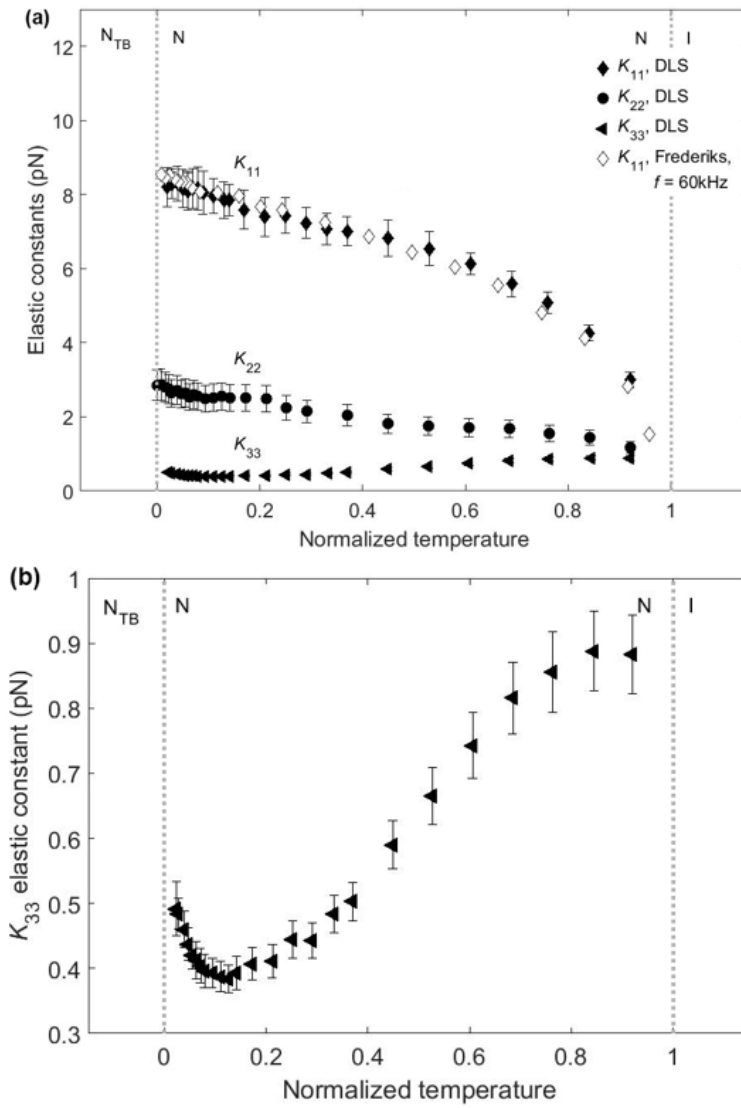 (a)
N_TB N N I
12
10
8
6
4
2
0
Elastic constants (pN)
K_11, DLS
K_22, DLS
K_33, DLS
K_11, Frederiks,
f = 60kHz
K_11
K_22
K_33
0 0.2 0.4 0.6 0.8 1
Normalized temperature
(b)
N_TB N N I
1
0.9
0.8
0.7
0.6
0.5
0.4
0.3
K_33 elastic constant (pN)
0 0.2 0.4 0.6 0.8 1
Normalized temperature